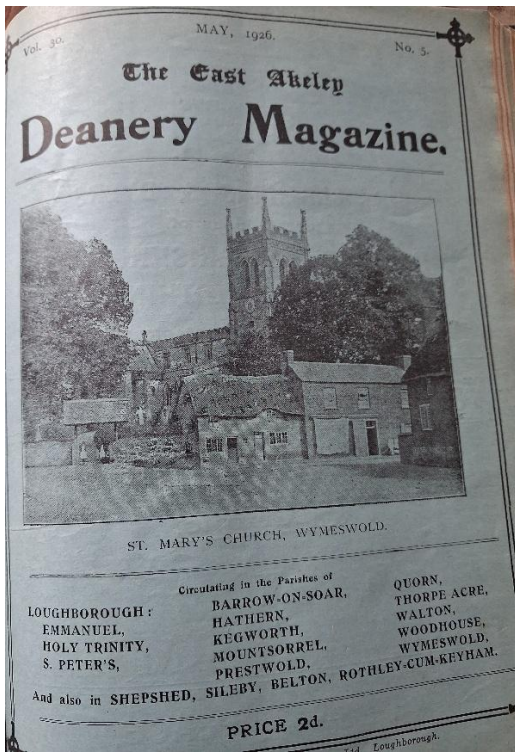 Vol. 30. MAY, 1926. No. 5.
The East Akeley
Deanery Magazine.
ST. MARY'S CHURCH, WYMESWOLD.
Circulating in the Parishes of
LOUGHBOROUGH : BARROW-ON-SOAR, QUORN,
EMMANUEL, HATHERN, THORPE ACRE,
HOLY TRINITY, KEGWORTH, WALTON,
S. PETER'S, MOUNTSORREL, WOODHOUSE,
PRESTWOLD, WYMESWOLD,
And also in SHEPSHED, SILEBY, BELTON, ROTHLEY-CUM-KEYHAM.
PRICE 2d.
Ltd., Loughborough.